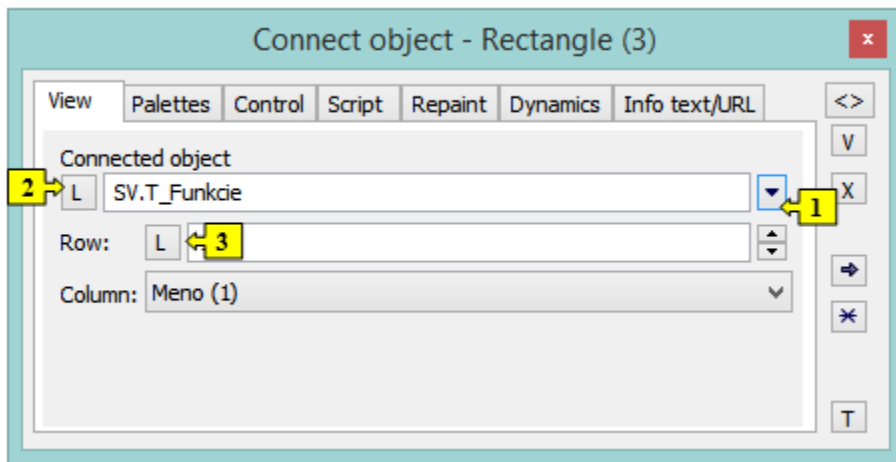 Connect object - Rectangle (3)
x
View Palettes Control Script Repaint Dynamics Info text/URL
<>
V
Connected object
2 L SV.T_Funkcie
1 X
Row: L 3
Column: Meno (1)
T